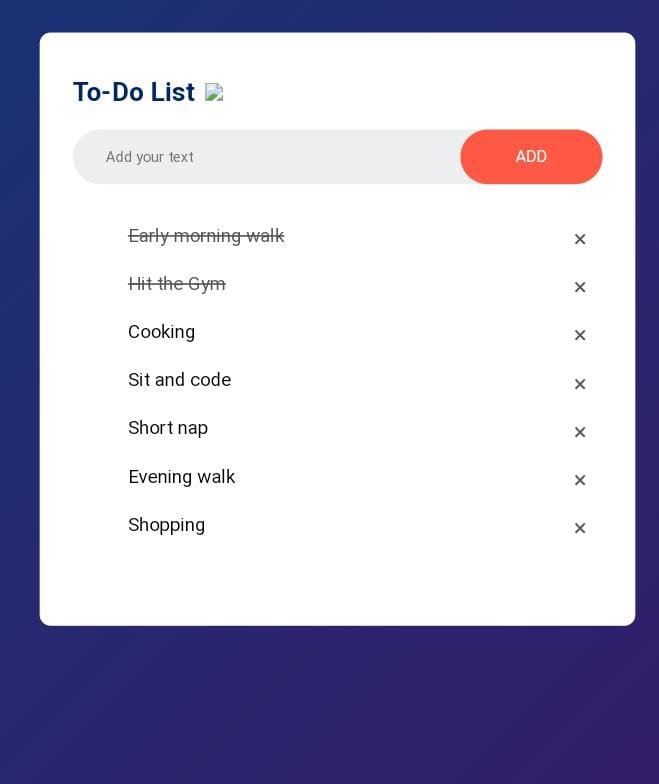 To-Do List
Add your text
ADD
Early morning walk
×
Hit the Gym
×
Cooking
×
Sit and code
×
Short nap
×
Evening walk
×
Shopping
×